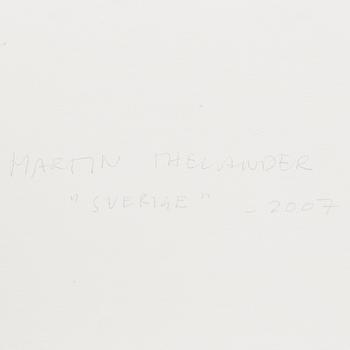 MARTIN THELANDER
"SVERIGE" - 2007